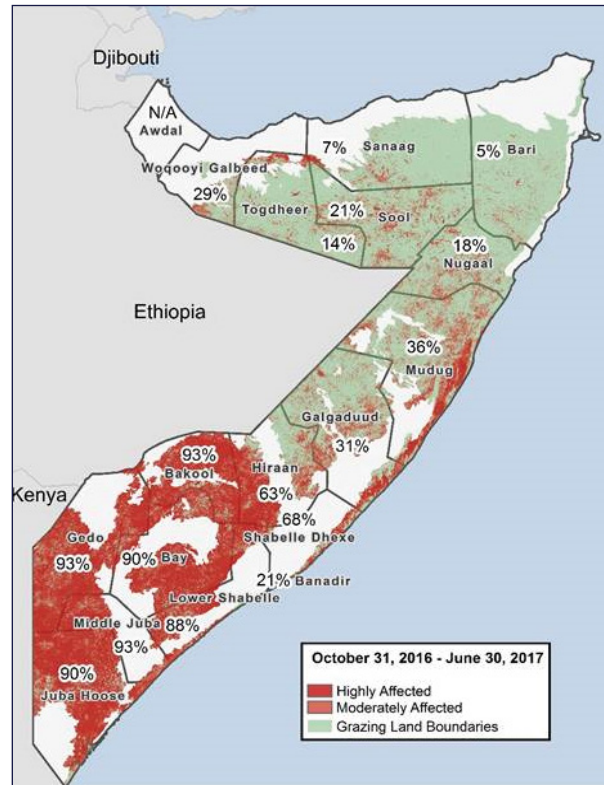 Djibouti
N/A
Awdal
Woqooyi Galbeed
29%
7%
Sanaag
5%
Bari
Togdheer
21%
Sool
14%
18%
Nugaal
Ethiopia
36%
Mudug
Galgaduud
31%
93%
Bakool
Hiraan
63%
68%
Shabelle Dhexe
Kenya
Gedo
93%
90%
Bay
21%
Banadir
Lower Shabelle
88%
Middle Juba
93%
90%
Juba Hoose
October 31, 2016 - June 30, 2017
Highly Affected
Moderately Affected
Grazing Land Boundaries